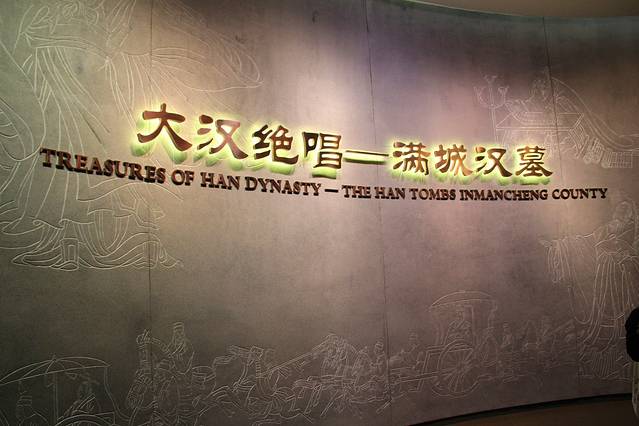 大汉绝唱—满城汉墓
TREASURES OF HAN DYNASTY — THE HAN TOMBS INMANCHENG COUNTY